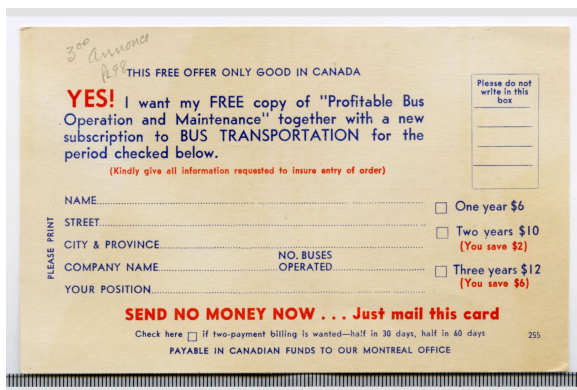 3.00 Annonce
THIS FREE OFFER ONLY GOOD IN CANADA
Please do not
write in this
box
YES! I want my FREE copy of "Profitable Bus
Operation and Maintenance" together with a new
subscription to BUS TRANSPORTATION for the
period checked below.
(Kindly give all information requested to insure entry of order)
NAME
STREET
CITY & PROVINCE
COMPANY NAME
NO. BUSES
OPERATED
YOUR POSITION
PLEASE PRINT
One year $6
Two years $10
(You save $2)
Three years $12
(You save $6)
SEND NO MONEY NOW . . . Just mail this card
Check here if two-payment billing is wanted—half in 30 days, half in 60 days
255
PAYABLE IN CANADIAN FUNDS TO OUR MONTREAL OFFICE